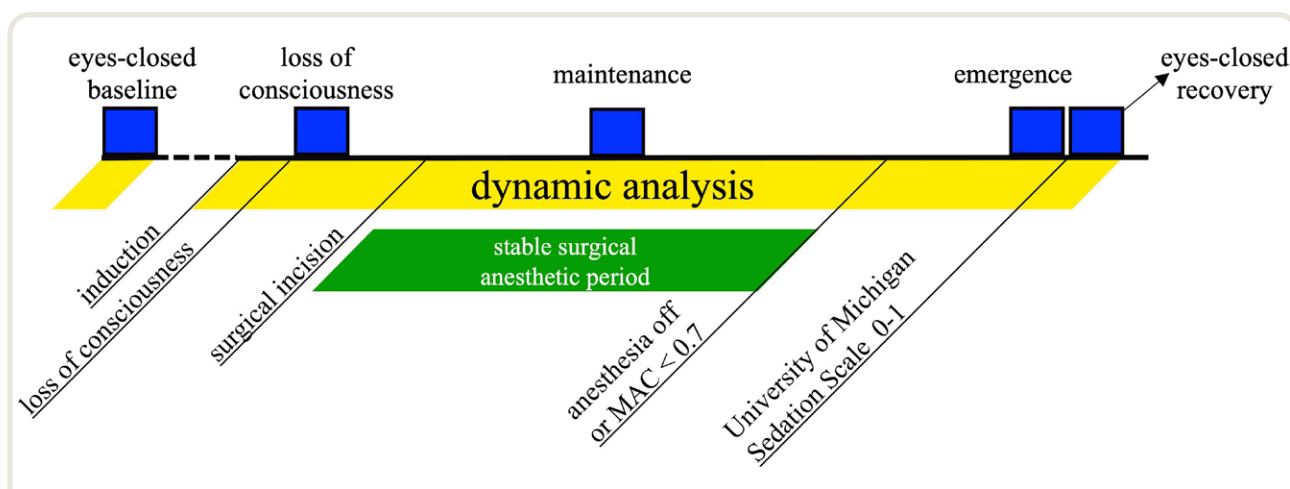 eyes-closed
baseline
loss of
consciousness
maintenance
emergence
eyes-closed
recovery
dynamic analysis
induction
loss of consciousness
surgical incision
stable surgical
anesthetic period
anesthesia off
or MAC < 0.7
University of Michigan
Sedation Scale 0-1